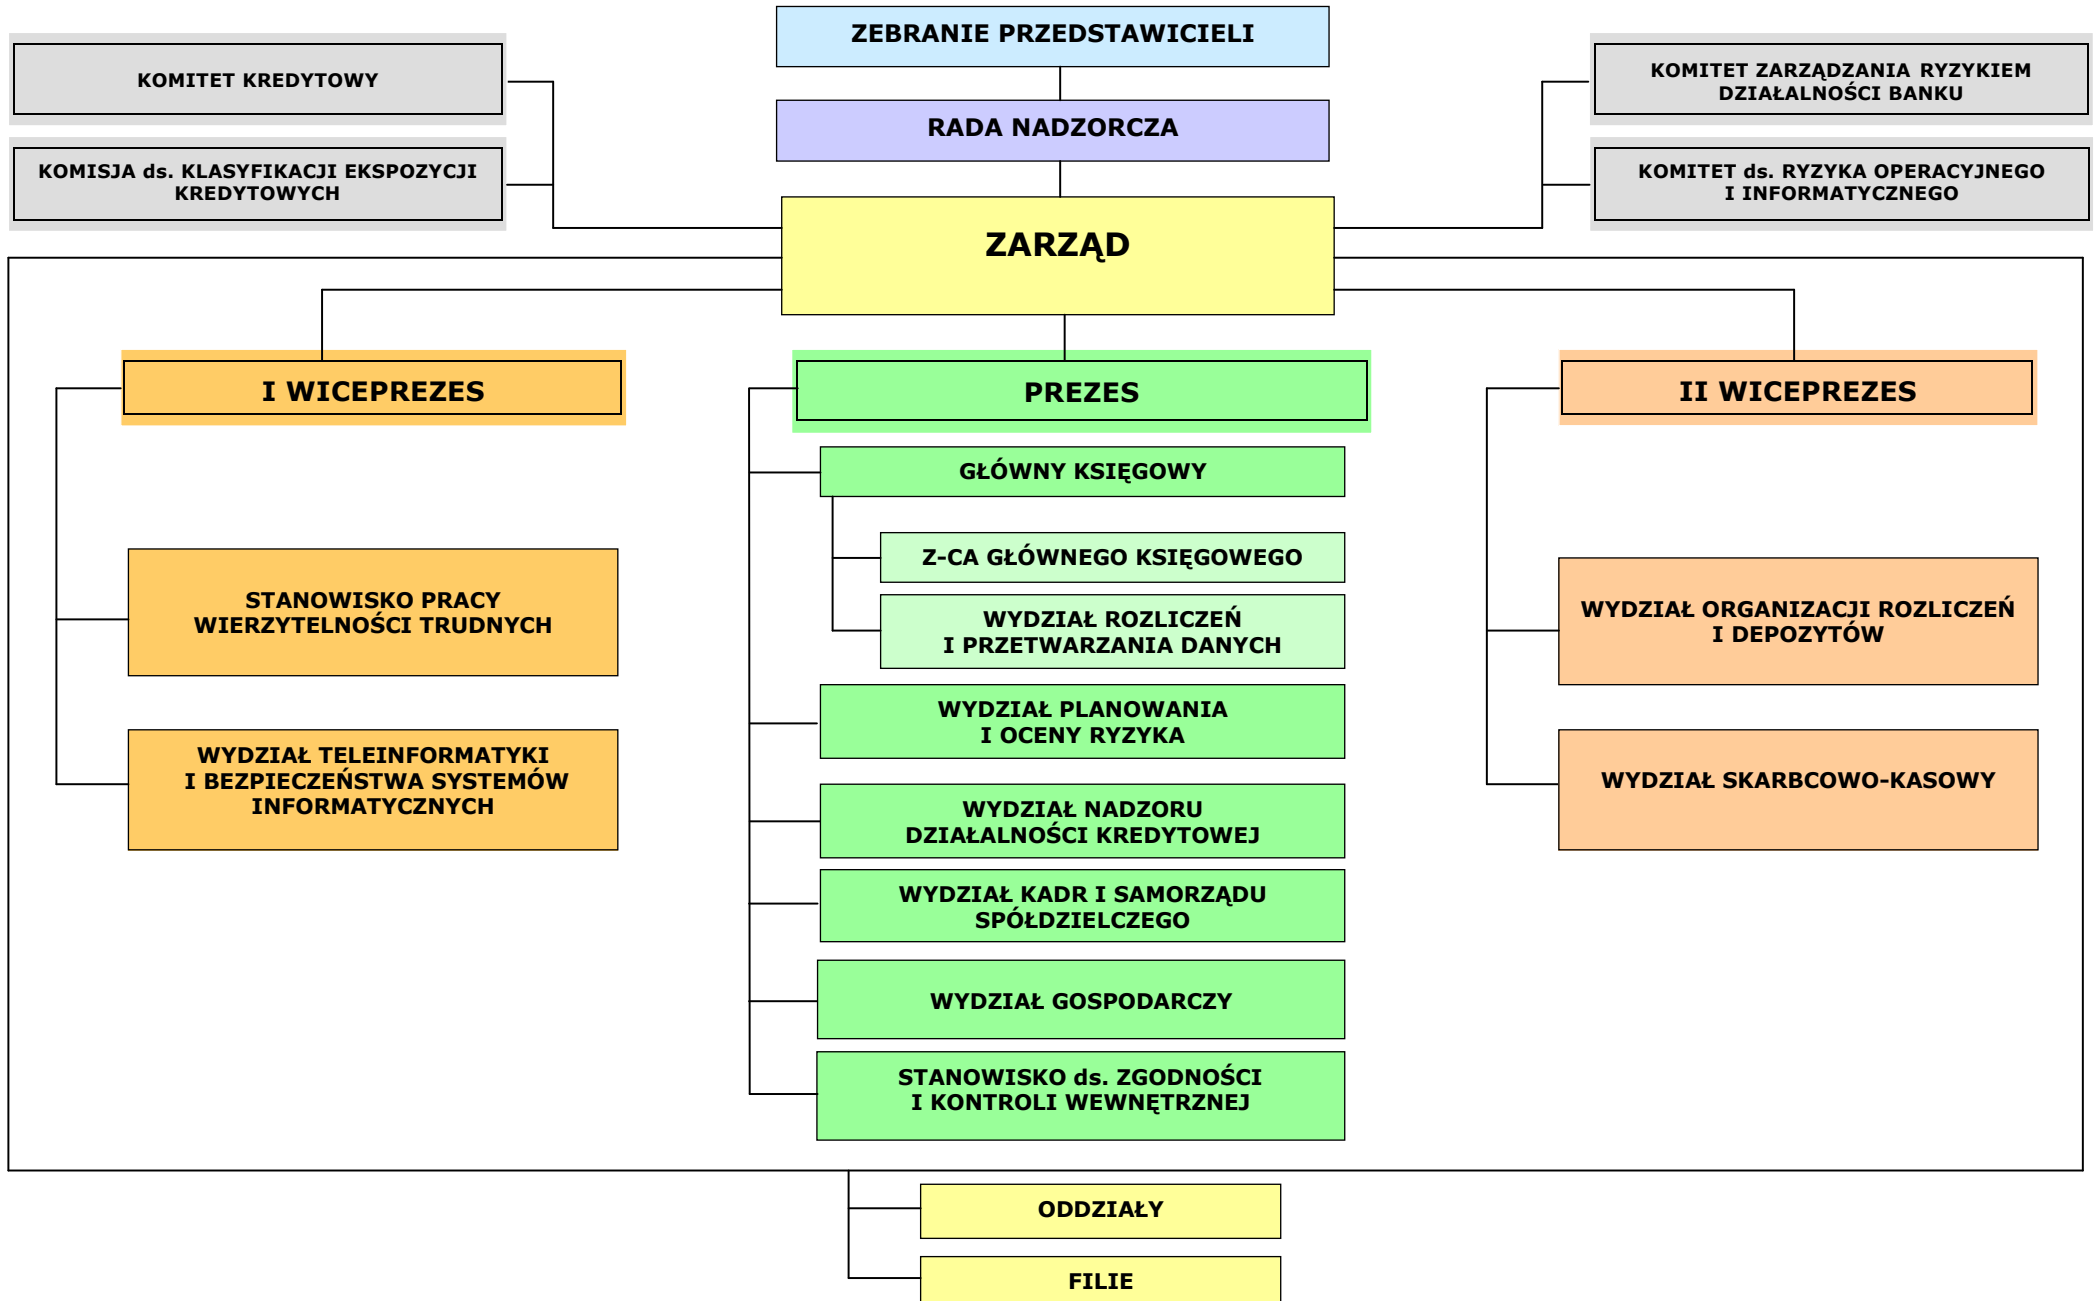 ZEBRANIE PRZEDSTAWICIELI
KOMITET KREDYTOWY
KOMITET ZARZĄDZANIA RYZYKIEM
DZIAŁALNOŚCI BANKU
RADA NADZORCZA
KOMISJA ds. KLASYFIKACJI EKSPOZYCJI
KREDYTOWYCH
KOMITET ds. RYZYKA OPERACYJNEGO
I INFORMATYCZNEGO
ZARZĄD
I WICEPREZES
PREZES
II WICEPREZES
GŁÓWNY KSIĘGOWY
Z-CA GŁÓWNEGO KSIĘGOWEGO
WYDZIAŁ ROZLICZEŃ
I PRZETWARZANIA DANYCH
STANOWISKO PRACY
WIERZYTELNOŚCI TRUDNYCH
WYDZIAŁ ORGANIZACJI ROZLICZEŃ
I DEPOZYTÓW
WYDZIAŁ PLANOWANIA
I OCENY RYZYKA
WYDZIAŁ TELEINFORMATYKI
I BEZPIECZEŃSTWA SYSTEMÓW
INFORMATYCZNYCH
WYDZIAŁ SKARBCOWO-KASOWY
WYDZIAŁ NADZORU
DZIAŁALNOŚCI KREDYTOWEJ
WYDZIAŁ KADR I SAMORZĄDU
SPÓŁDZIELCZEGO
WYDZIAŁ GOSPODARCZY
STANOWISKO ds. ZGODNOŚCI
I KONTROLI WEWNĘTRZNEJ
ODDZIAŁY
FILIE